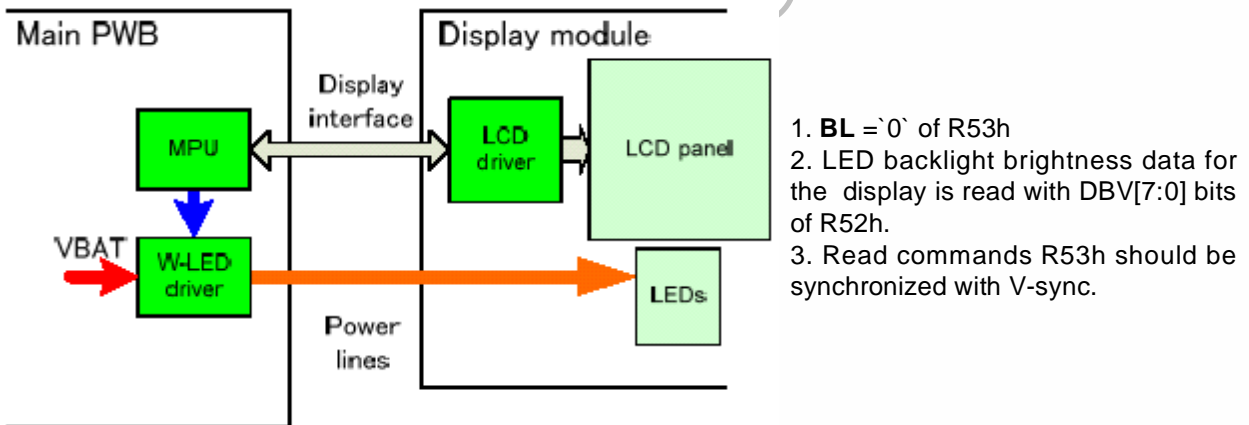 Main PWB
Display module
Display
interface
MPU
LCD
driver
LCD panel
VBAT
W-LED
driver
LEDs
Power
lines
1. BL =`0` of R53h
2. LED backlight brightness data for
the display is read with DBV[7:0] bits
of R52h.
3. Read commands R53h should be
synchronized with V-sync.